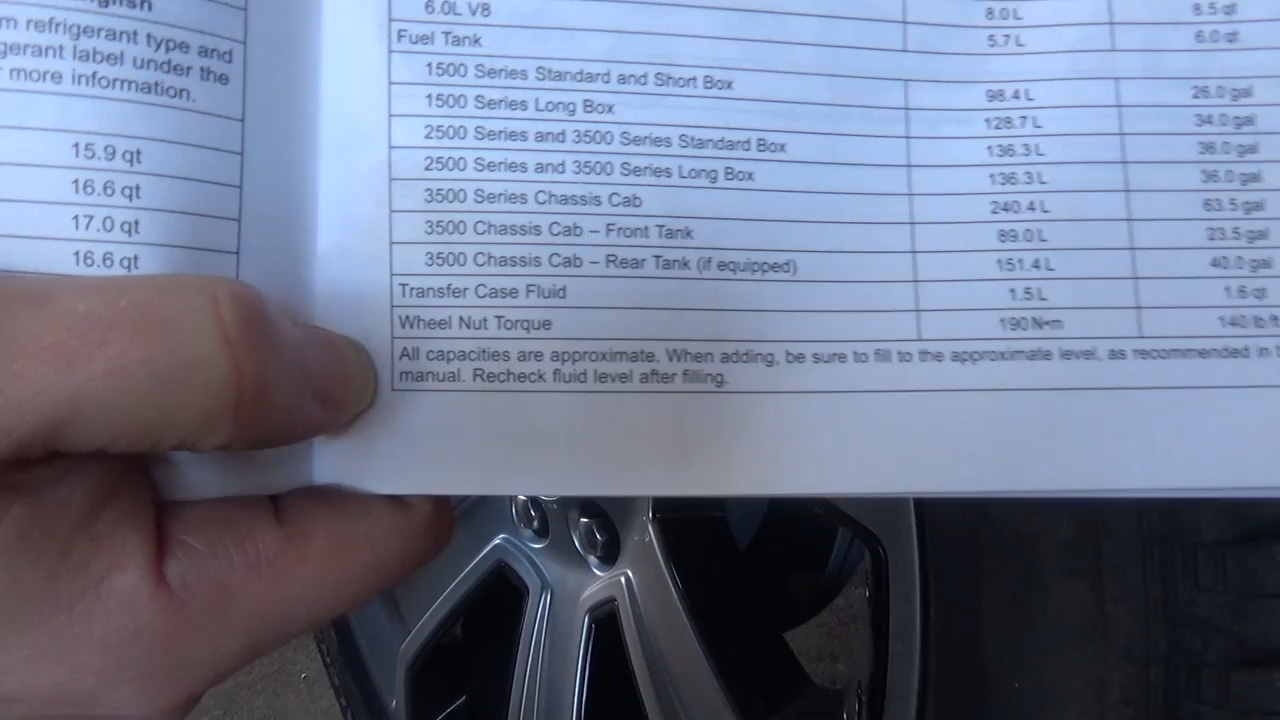 m refrigerant type and
gerant label under the
more information.
15.9 qt
16.6 qt
17.0 qt
16.6 qt
6.0L V8 8.0 L 8.5 qt
Fuel Tank 5.7 L 6.0 qt
1500 Series Standard and Short Box 98.4 L 26.0 gal
1500 Series Long Box 128.7 L 34.0 gal
2500 Series and 3500 Series Standard Box 136.3 L 36.0 gal
2500 Series and 3500 Series Long Box 136.3 L 36.0 gal
3500 Series Chassis Cab 240.4 L 63.5 gal
3500 Chassis Cab – Front Tank 89.0 L 23.5 gal
3500 Chassis Cab – Rear Tank (if equipped) 151.4 L 40.0 gal
Transfer Case Fluid 1.5 L 1.6 qt
Wheel Nut Torque 190 N•m 140 lb ft
All capacities are approximate. When adding, be sure to fill to the approximate level, as recommended in
manual. Recheck fluid level after filling.